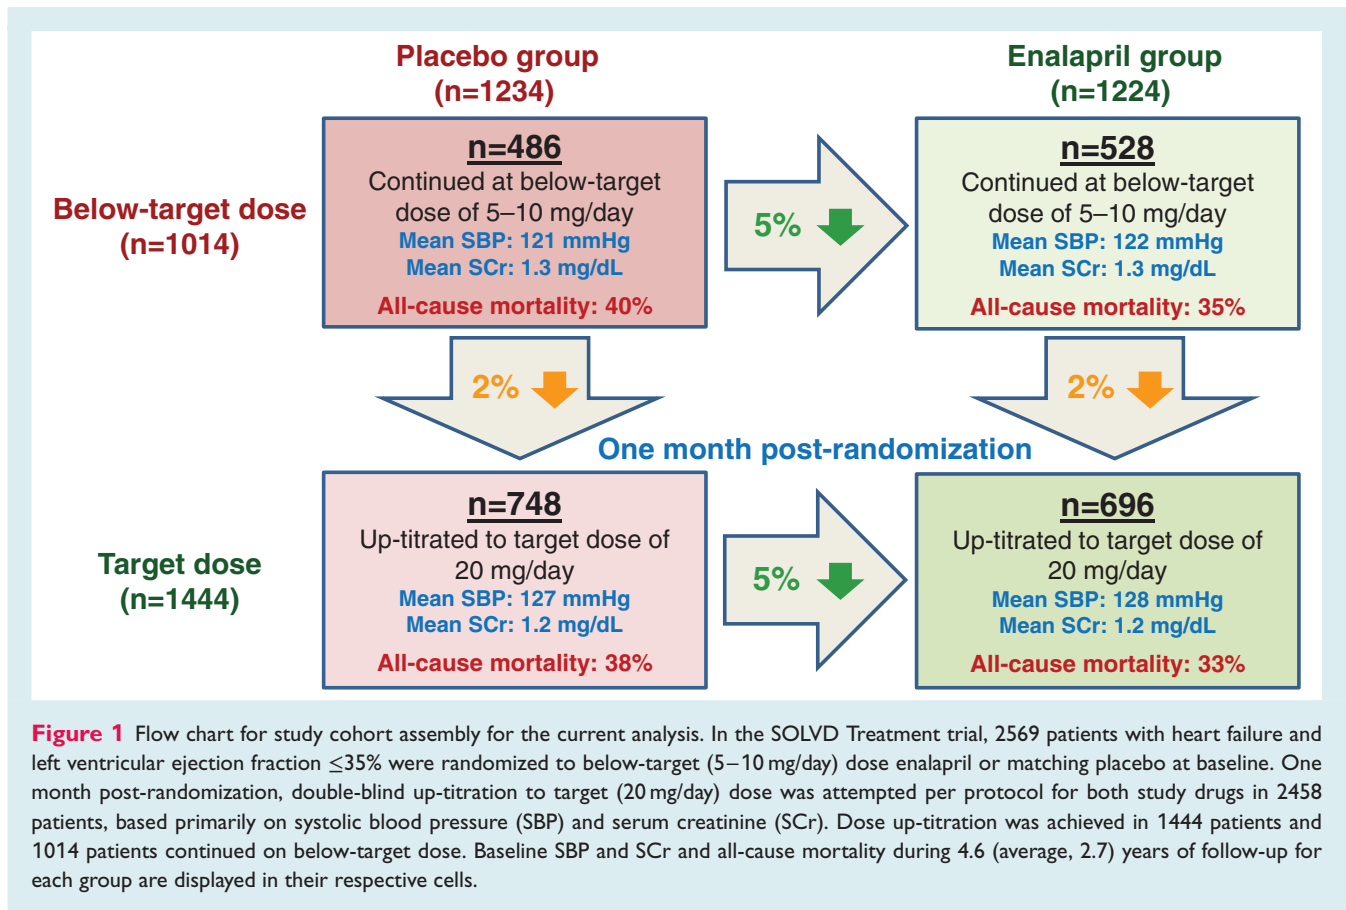 Placebo group
(n=1234)
Enalapril group
(n=1224)
Below-target dose
(n=1014)
n=486
Continued at below-target
dose of 5–10 mg/day
Mean SBP: 121 mmHg
Mean SCr: 1.3 mg/dL
All-cause mortality: 40%
5%
n=528
Continued at below-target
dose of 5–10 mg/day
Mean SBP: 122 mmHg
Mean SCr: 1.3 mg/dL
All-cause mortality: 35%
2%
2%
One month post-randomization
Target dose
(n=1444)
n=748
Up-titrated to target dose of
20 mg/day
Mean SBP: 127 mmHg
Mean SCr: 1.2 mg/dL
All-cause mortality: 38%
5%
n=696
Up-titrated to target dose of
20 mg/day
Mean SBP: 128 mmHg
Mean SCr: 1.2 mg/dL
All-cause mortality: 33%
Figure 1 Flow chart for study cohort assembly for the current analysis. In the SOLVD Treatment trial, 2569 patients with heart failure and
left ventricular ejection fraction ≤35% were randomized to below-target (5–10 mg/day) dose enalapril or matching placebo at baseline. One
month post-randomization, double-blind up-titration to target (20 mg/day) dose was attempted per protocol for both study drugs in 2458
patients, based primarily on systolic blood pressure (SBP) and serum creatinine (SCr). Dose up-titration was achieved in 1444 patients and
1014 patients continued on below-target dose. Baseline SBP and SCr and all-cause mortality during 4.6 (average, 2.7) years of follow-up for
each group are displayed in their respective cells.